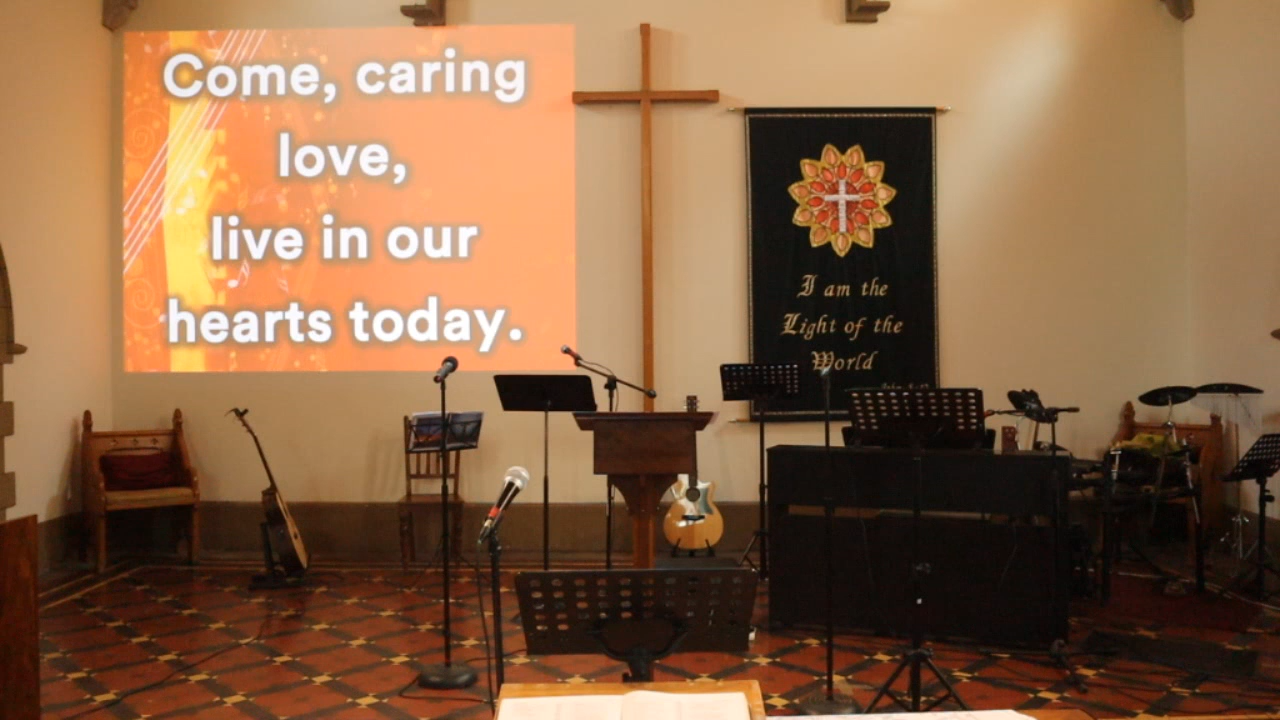 Come, caring
love,
live in our
hearts today.
I am the
Light of the
World